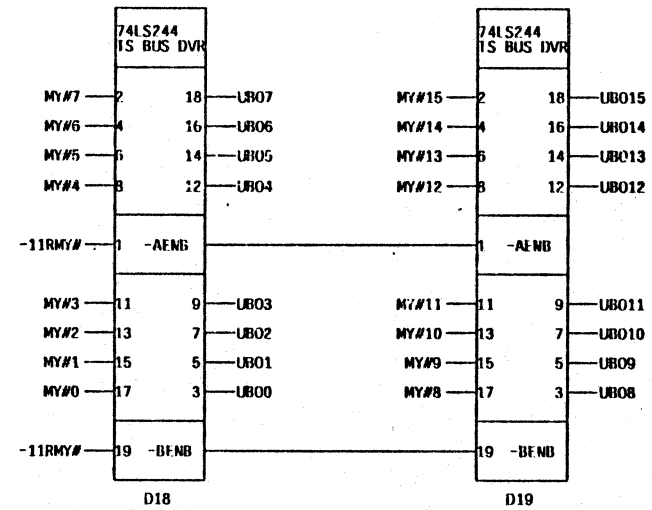 74LS244 74LS244
TS BUS DVR TS BUS DVR
MY#7 2 18 UB07 MY#15 2 18 UB015
MY#6 4 16 UB06 MY#14 4 16 UB014
MY#5 6 14 UB05 MY#13 6 14 UB013
MY#4 8 12 UB04 MY#12 8 12 UB012
-11RMY# 1 -AENB 1 -AENB
MY#3 11 9 UB03 MY#11 11 9 UB011
MY#2 13 7 UB02 MY#10 13 7 UB010
MY#1 15 5 UB01 MY#9 15 5 UB09
MY#0 17 3 UB00 MY#8 17 3 UB08
-11RMY# 19 -BENB 19 -BENB
D18 D19